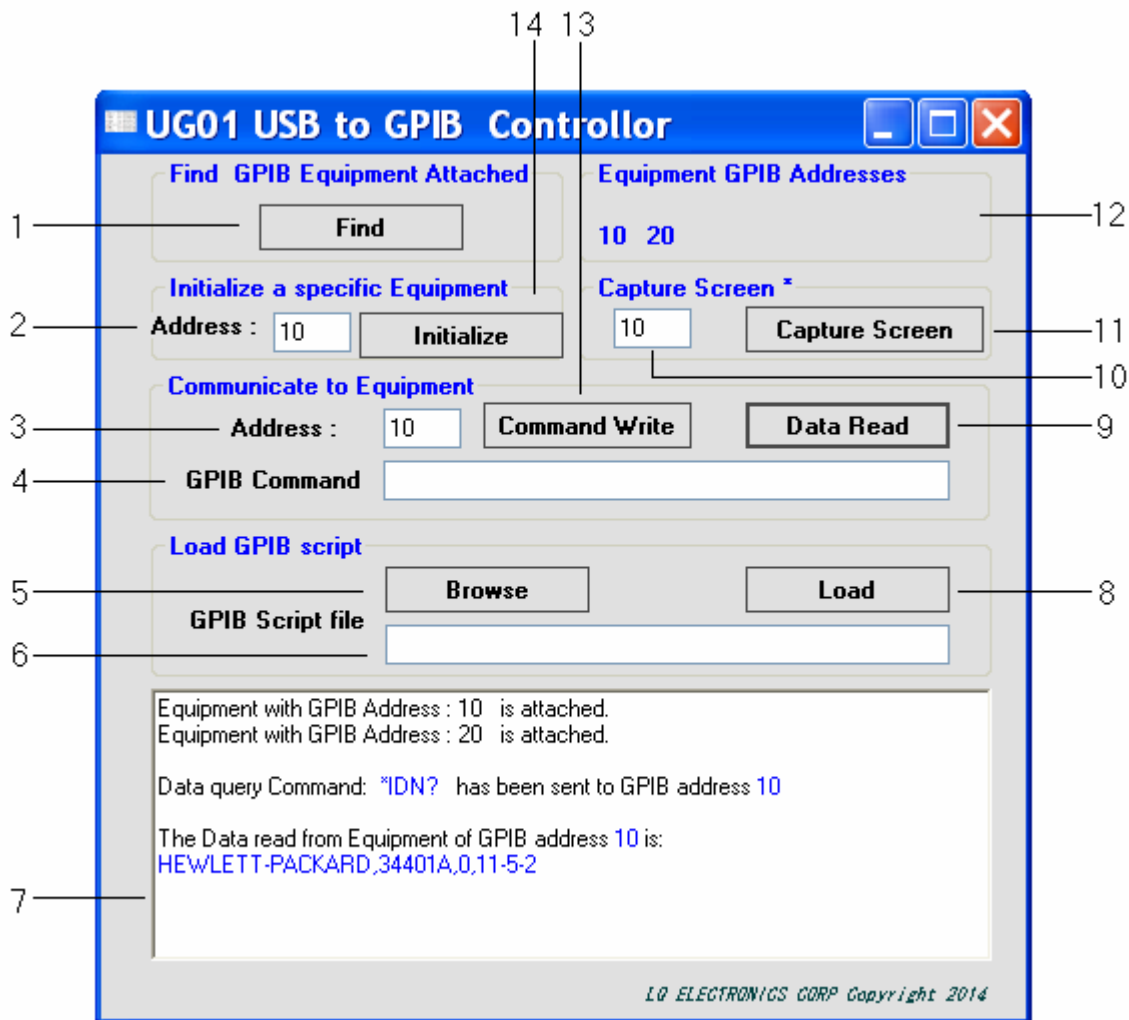 14 13
UG01 USB to GPIB Controllor
Find GPIB Equipment Attached
Equipment GPIB Addresses
1
Find
10 20
12
Initialize a specific Equipment
Capture Screen *
2
Address :
10
Initialize
10
Capture Screen
11
10
Communicate to Equipment
3
Address :
10
Command Write
Data Read
9
4
GPIB Command
Load GPIB script
5
Browse
Load
8
GPIB Script file
6
Equipment with GPIB Address : 10 is attached.
Equipment with GPIB Address : 20 is attached.
Data query Command: *IDN? has been sent to GPIB address 10
The Data read from Equipment of GPIB address 10 is:
HEWLETT-PACKARD,34401A,0,11-5-2
7
LQ ELECTRONICS CORP Copyright 2014